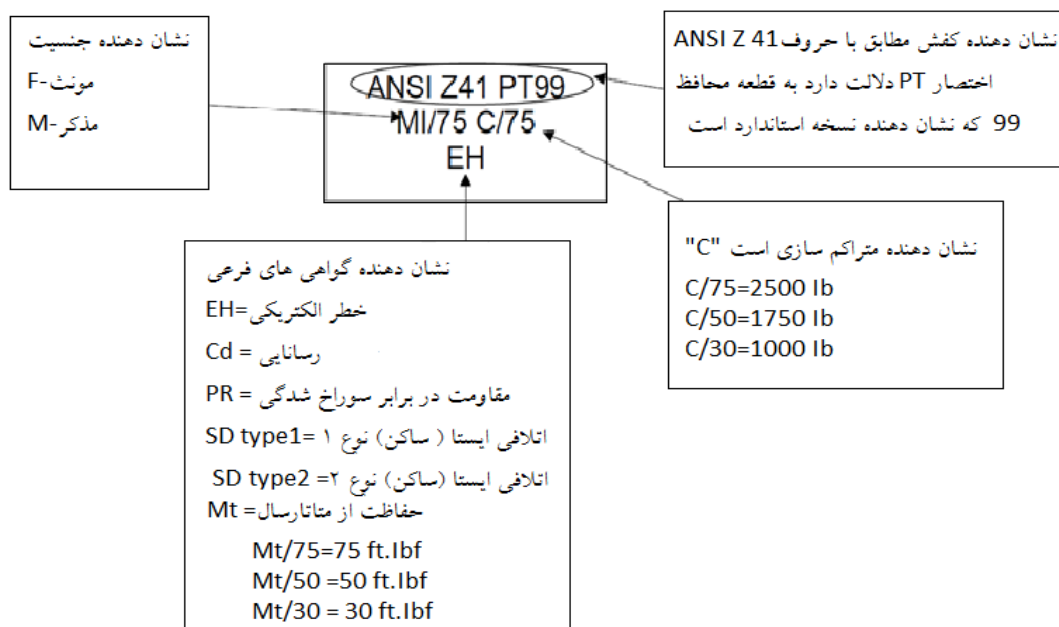 نشان دهنده کفش مطابق با حروف ANSI Z 41
اختصار PT دلالت دارد به قطعه محافظ
99 که نشان دهنده نسخه استاندارد است
نشان دهنده جنسیت
مونث-F
مذکر-M
ANSI Z41 PT99
MI/75 C/75
EH
نشان دهنده متراکم سازی است "C"
C/75=2500 Ib
C/50=1750 Ib
C/30=1000 Ib
نشان دهنده گواهی های فرعی
خطر الکتریکی=EH
رسانایی = Cd
مقاومت در برابر سوراخ شدگی = PR
اتلافی ایستا ( ساکن) نوع ۱ =SD type1
اتلافی ایستا (ساکن) نوع ۲= SD type2
حفاظت از متاتارسال= Mt
Mt/75=75 ft.Ibf
Mt/50 =50 ft.Ibf
Mt/30 = 30 ft.Ibf